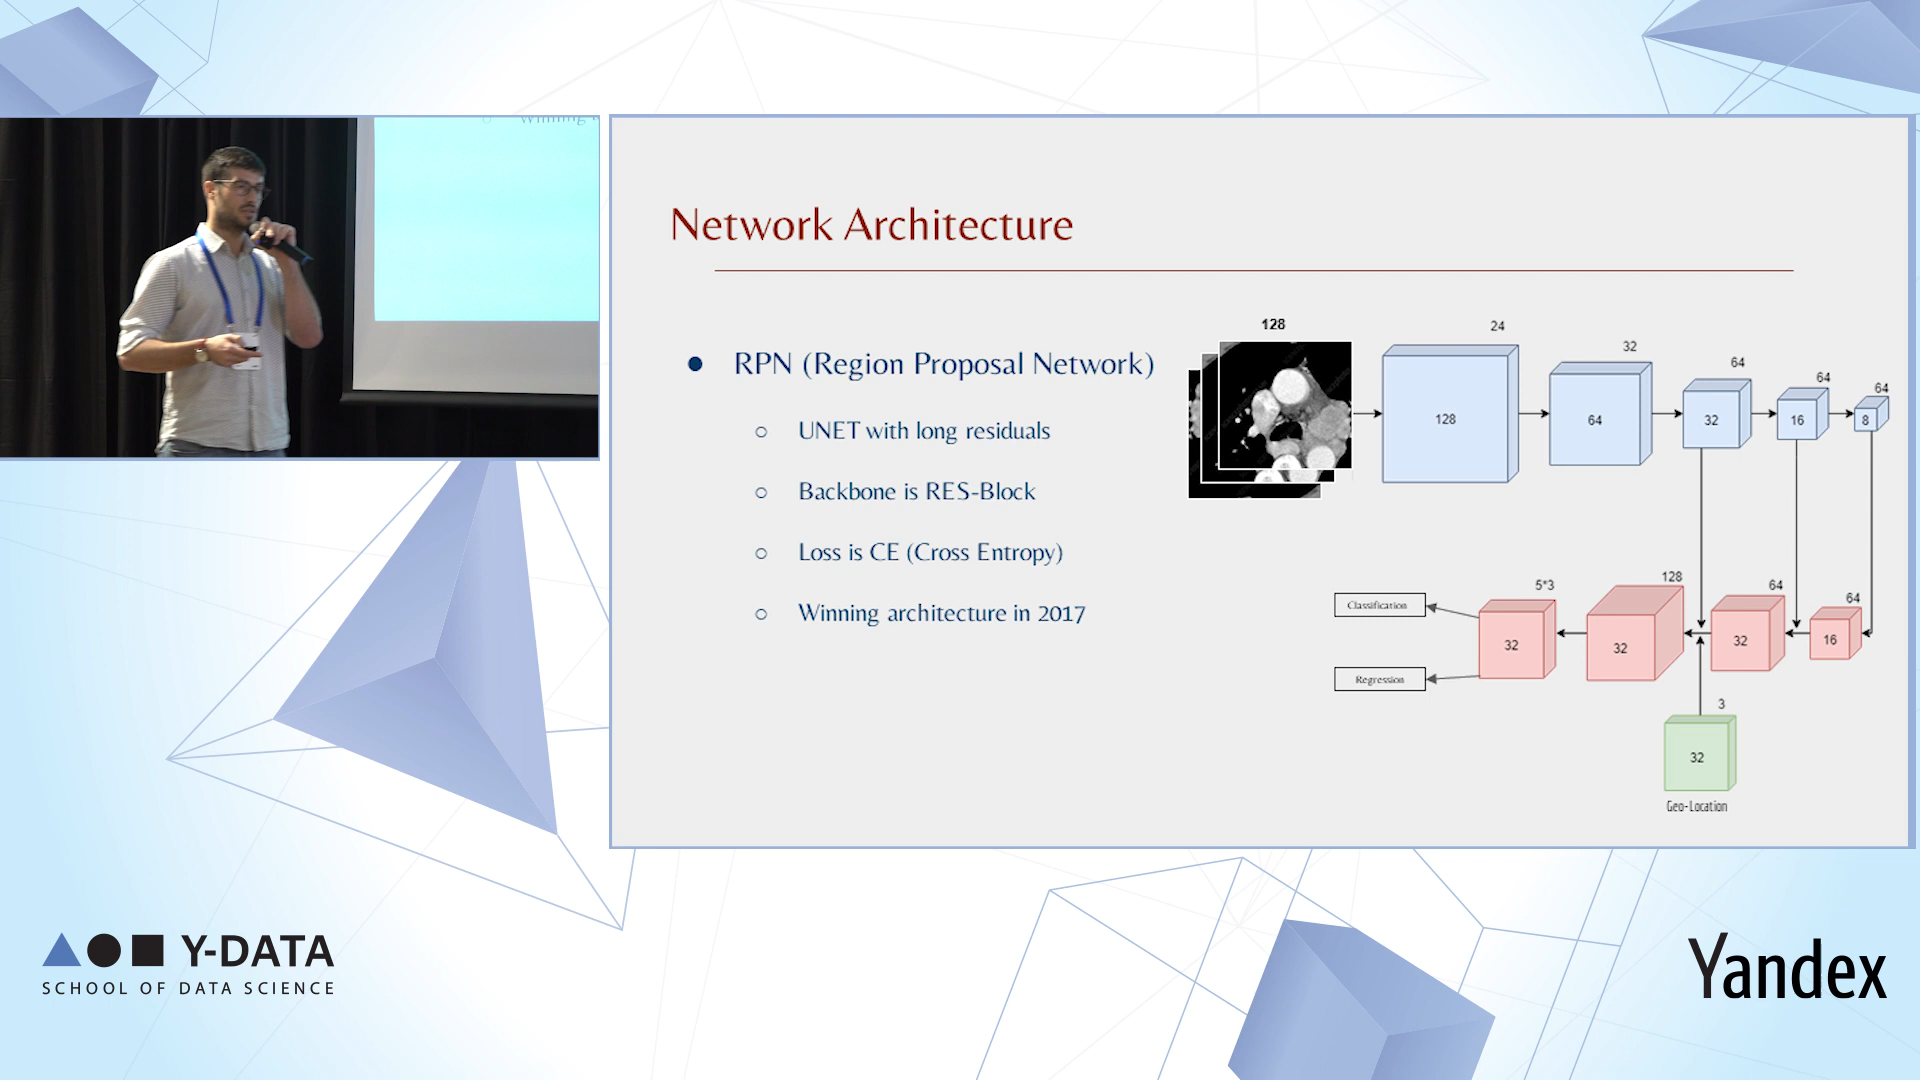 Network Architecture
● RPN (Region Proposal Network)
○ UNET with long residuals
○ Backbone is RES-Block
○ Loss is CE (Cross Entropy)
○ Winning architecture in 2017
128
24
32
64
64
64
128
64
32
16
8
5*3
128
64
64
Classification
32
32
32
16
Regression
3
32
Geo-Location
Y-DATA
SCHOOL OF DATA SCIENCE
Yandex